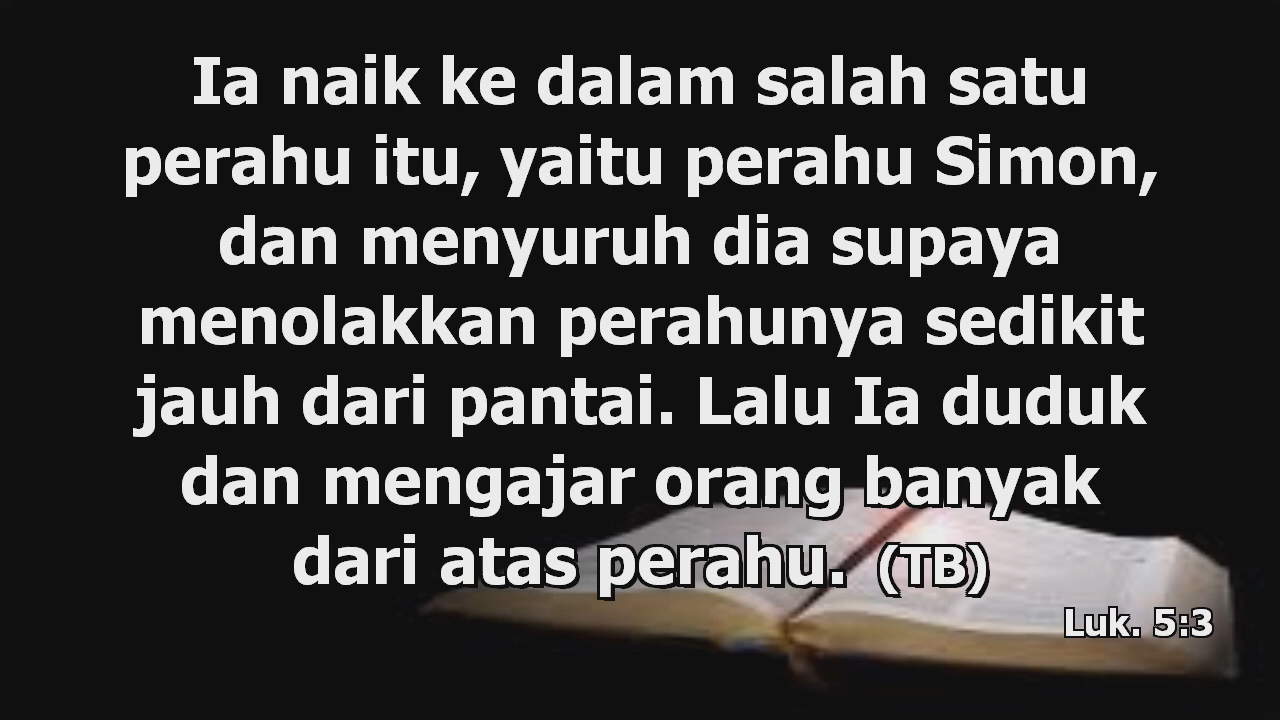 Ia naik ke dalam salah satu
perahu itu, yaitu perahu Simon,
dan menyuruh dia supaya
menolakkan perahunya sedikit
jauh dari pantai. Lalu Ia duduk
dan mengajar orang banyak
dari atas perahu. (TB)
Luk. 5:3